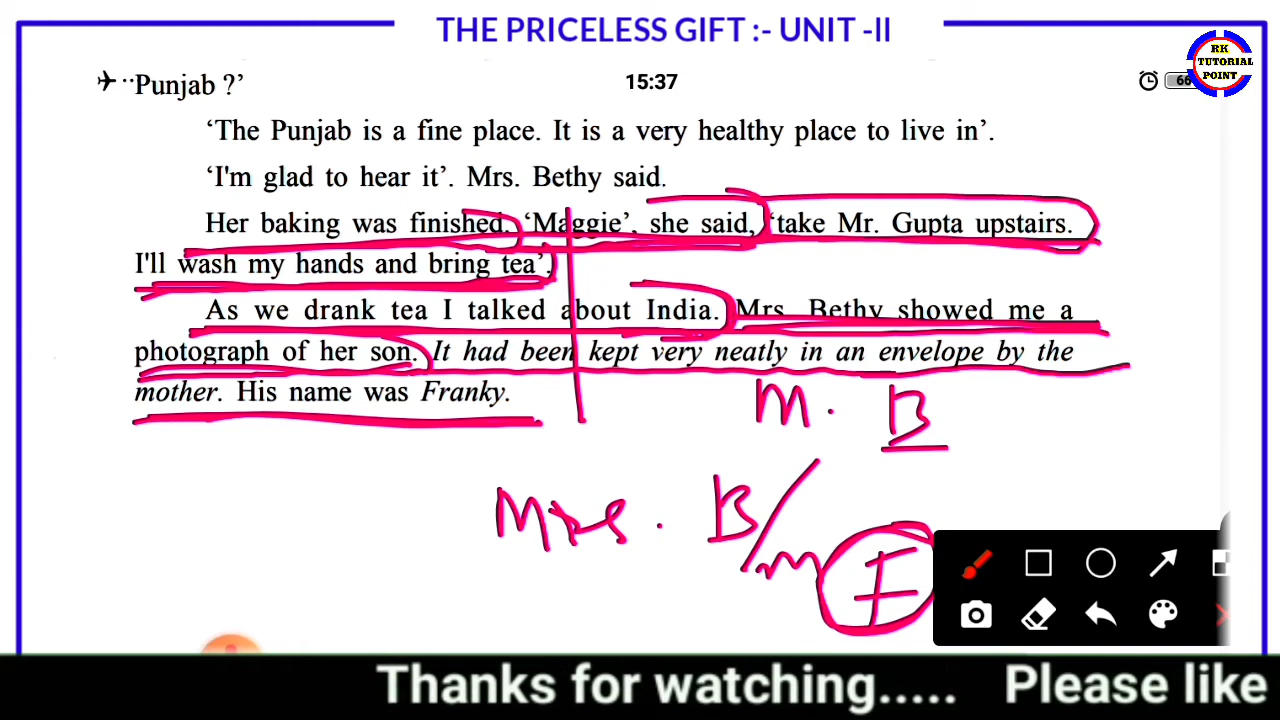 THE PRICELESS GIFT :- UNIT -II
RK
TUTORIAL
POINT
15:37
66
Punjab ?’
‘The Punjab is a fine place. It is a very healthy place to live in’.
‘I'm glad to hear it’. Mrs. Bethy said.
Her baking was finished. ‘Maggie’, she said, ‘take Mr. Gupta upstairs.
I'll wash my hands and bring tea’.
As we drank tea I talked about India. Mrs. Bethy showed me a
photograph of her son. It had been kept very neatly in an envelope by the
mother. His name was Franky.
M. B
Mrs. B/m I
Thanks for watching..... Please like